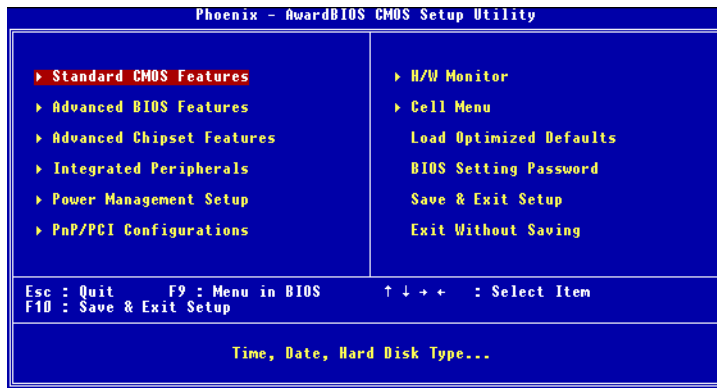 Phoenix - AwardBIOS CMOS Setup Utility
▸ Standard CMOS Features
▸ Advanced BIOS Features
▸ Advanced Chipset Features
▸ Integrated Peripherals
▸ Power Management Setup
▸ PnP/PCI Configurations
▸ H/W Monitor
▸ Cell Menu
Load Optimized Defaults
BIOS Setting Password
Save & Exit Setup
Exit Without Saving
Esc : Quit F9 : Menu in BIOS ↑ ↓ → ← : Select Item
F10 : Save & Exit Setup
Time, Date, Hard Disk Type...